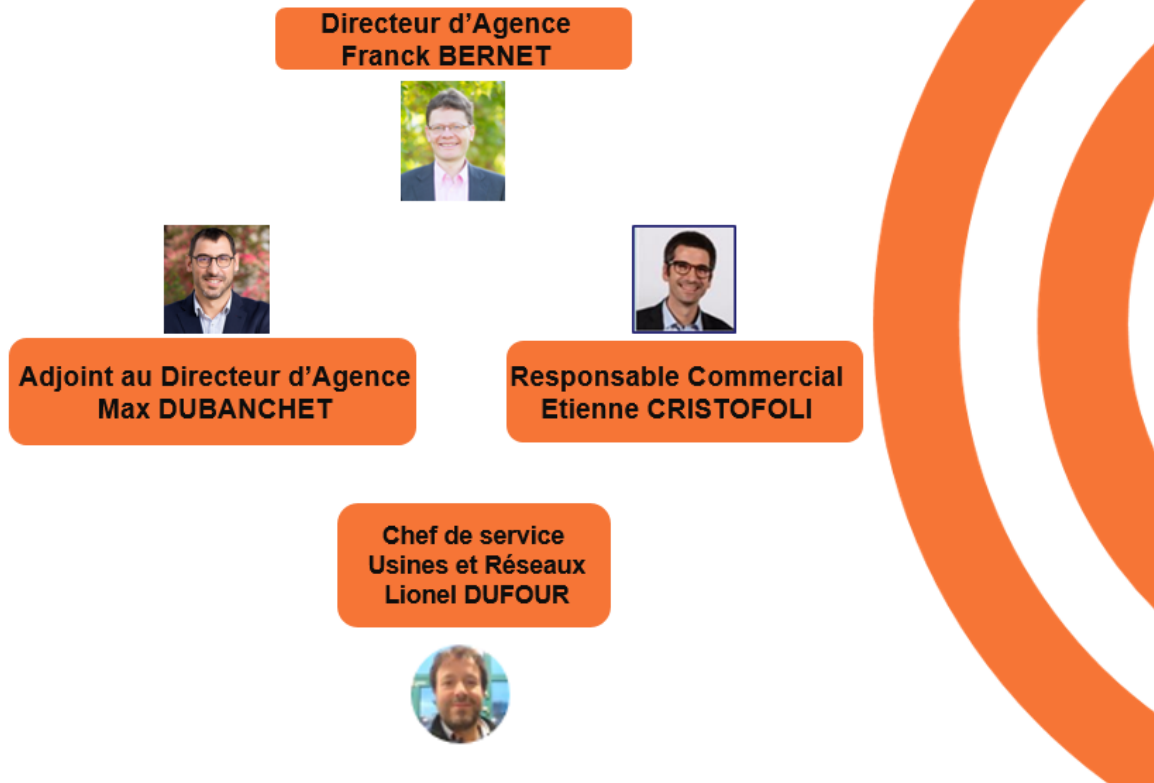 Directeur d’Agence
Franck BERNET
Adjoint au Directeur d’Agence
Max DUBANCHET
Responsable Commercial
Etienne CRISTOFOLI
Chef de service
Usines et Réseaux
Lionel DUFOUR